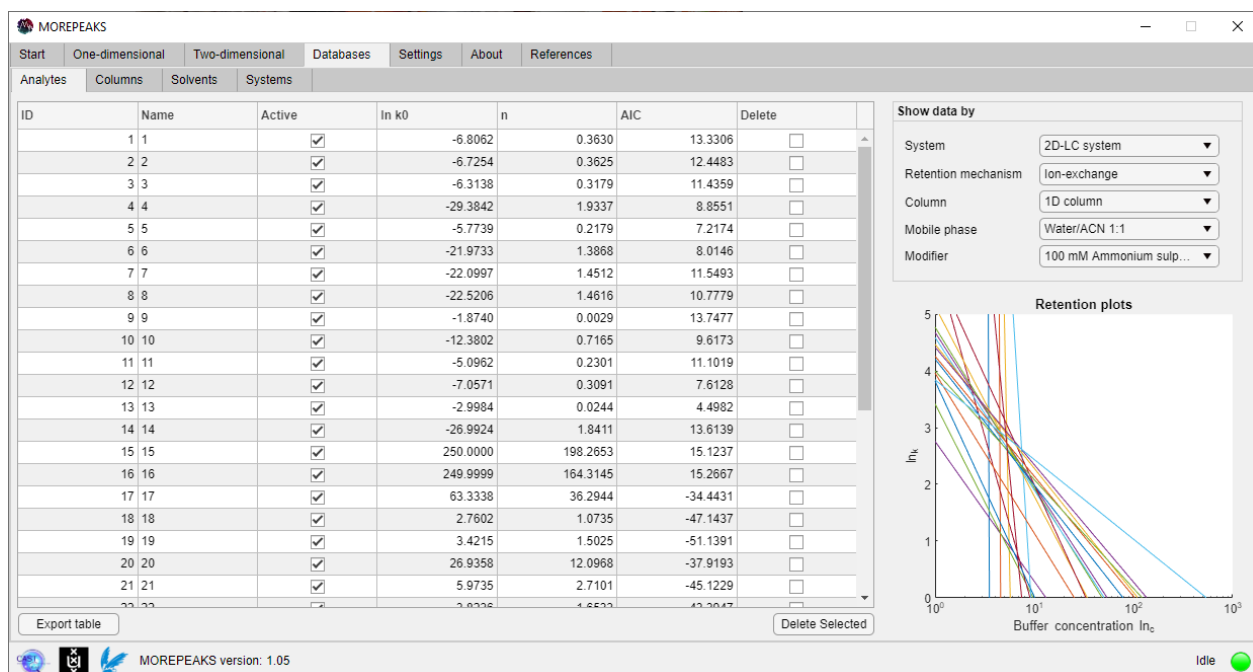 MOREPEAKS
Start One-dimensional Two-dimensional Databases Settings About References
Analytes Columns Solvents Systems
ID Name Active ln k0 n AIC Delete
1 1 -6.8062 0.3630 13.3306
2 2 -6.7254 0.3625 12.4483
3 3 -6.3138 0.3179 11.4359
4 4 -29.3842 1.9337 8.8551
5 5 -5.7739 0.2179 7.2174
6 6 -21.9733 1.3868 8.0146
7 7 -22.0997 1.4512 11.5493
8 8 -22.5206 1.4616 10.7779
9 9 -1.8740 0.0029 13.7477
10 10 -12.3802 0.7165 9.6173
11 11 -5.0962 0.2301 11.1019
12 12 -7.0571 0.3091 7.6128
13 13 -2.9984 0.0244 4.4982
14 14 -26.9924 1.8411 13.6139
15 15 250.0000 198.2653 15.1237
16 16 249.9999 164.3145 15.2667
17 17 63.3338 36.2944 -34.4431
18 18 2.7602 1.0735 -47.1437
19 19 3.4215 1.5025 -51.1391
20 20 26.9358 12.0968 -37.9193
21 21 5.9735 2.7101 -45.1229
Export table Delete Selected
Show data by
System 2D-LC system
Retention mechanism Ion-exchange
Column 1D column
Mobile phase Water/ACN 1:1
Modifier 100 mM Ammonium sulp...
Retention plots
5
4
3
2
1
0
ln_k
10^0 10^1 10^2 10^3
Buffer concentration ln_c
MOREPEAKS version: 1.05 Idle